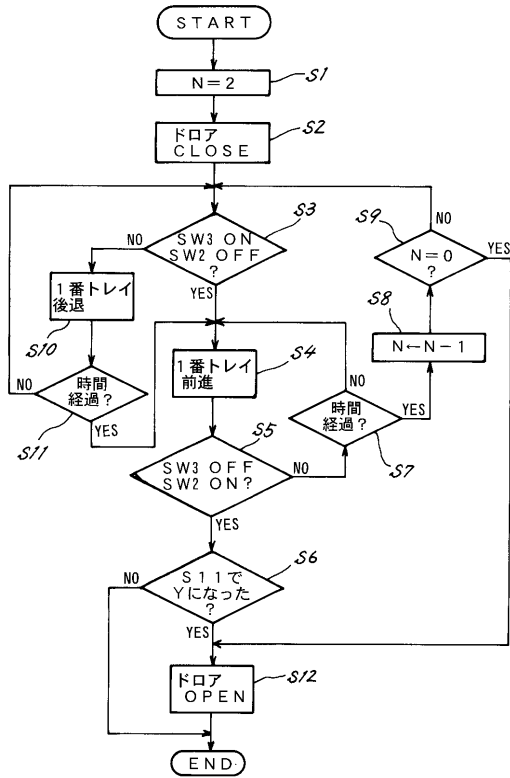 START
N=2
S1
ドロア
CLOSE
S2
SW3 ON
SW2 OFF
?
S3
NO
YES
1番トレイ
後退
S10
時間
経過?
S11
NO
YES
1番トレイ
前進
S4
SW3 OFF
SW2 ON?
S5
NO
YES
時間
経過?
S7
NO
YES
N←N-1
S8
N=0
?
S9
NO
YES
S11で
Yになった
?
S6
NO
YES
ドロア
OPEN
S12
END